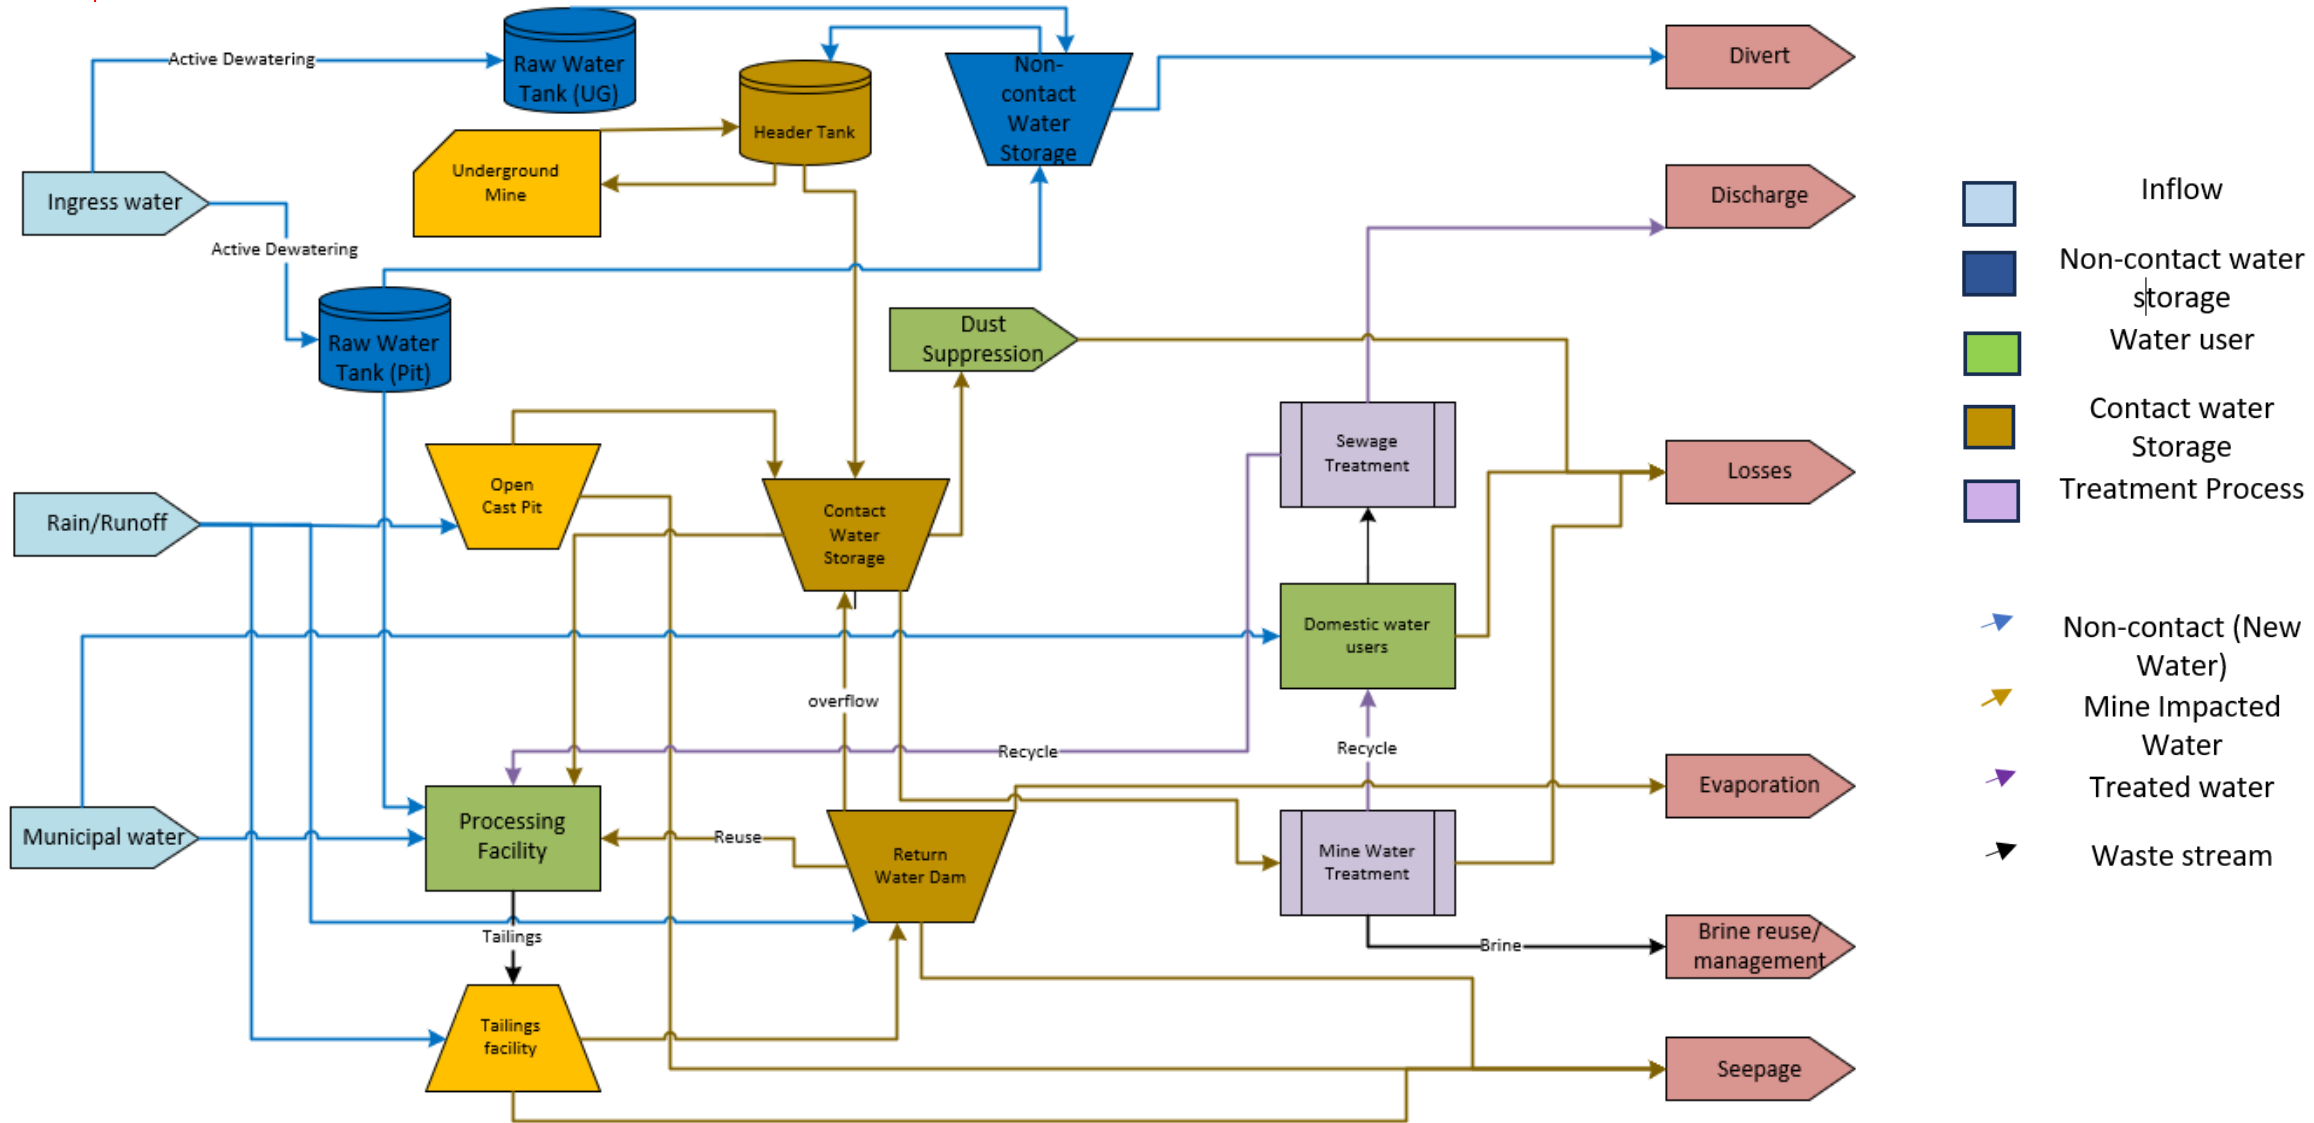 Active Dewatering
Raw Water
Tank (UG)
Non-
contact
Water
Storage
Divert
Header Tank
Underground
Mine
Ingress water
Discharge
Active Dewatering
Raw Water
Tank (Pit)
Dust
Suppression
Sewage
Treatment
Losses
Open
Cast Pit
Rain/Runoff
Contact
Water
Storage
Domestic water
users
overflow
Recycle
Recycle
Evaporation
Municipal water
Processing
Facility
Reuse
Return
Water Dam
Mine Water
Treatment
Tailings
Brine
Brine reuse/
management
Tailings
facility
Seepage
Inflow
Non-contact water
storage
Water user
Contact water
Storage
Treatment Process
Non-contact (New
Water)
Mine Impacted
Water
Treated water
Waste stream